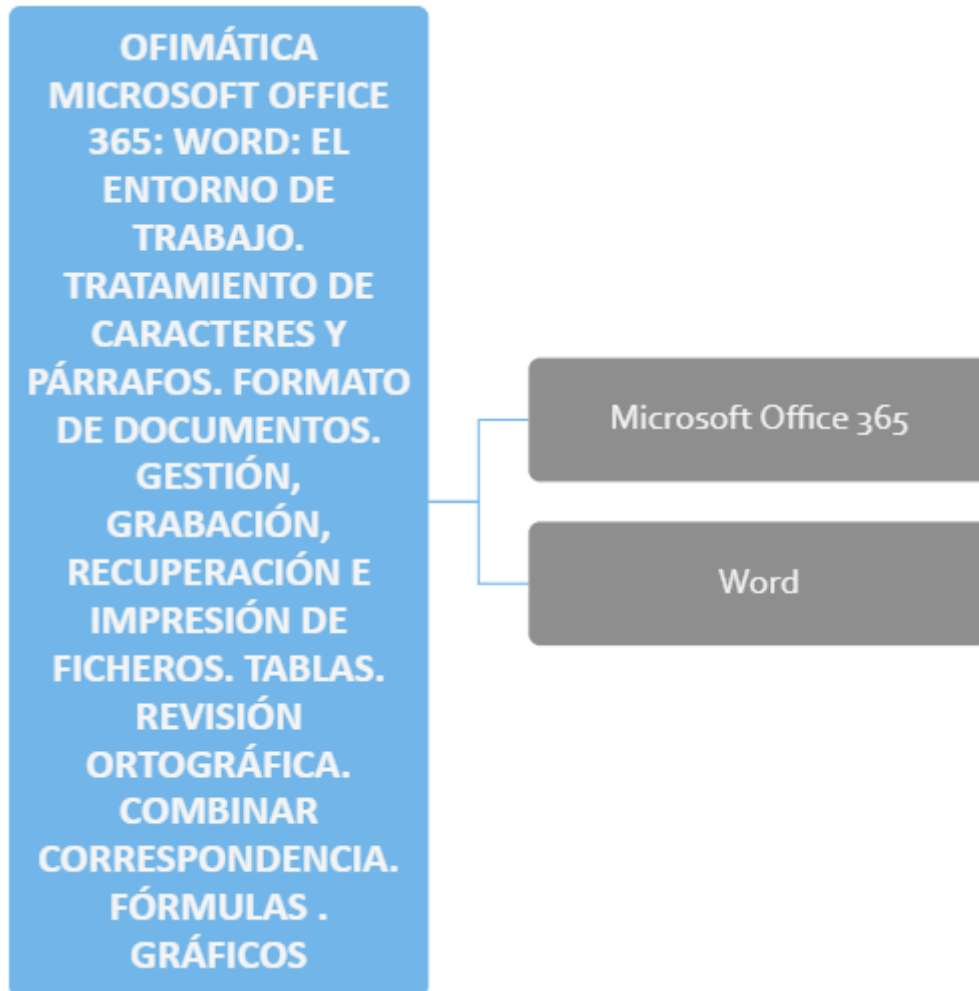 OFIMÁTICA
MICROSOFT OFFICE
365: WORD: EL
ENTORNO DE
TRABAJO.
TRATAMIENTO DE
CARACTERES Y
PÁRRAFOS. FORMATO
DE DOCUMENTOS.
GESTIÓN,
GRABACIÓN,
RECUPERACIÓN E
IMPRESIÓN DE
FICHEROS. TABLAS.
REVISIÓN
ORTOGRÁFICA.
COMBINAR
CORRESPONDENCIA.
FÓRMULAS .
GRÁFICOS
Microsoft Office 365
Word